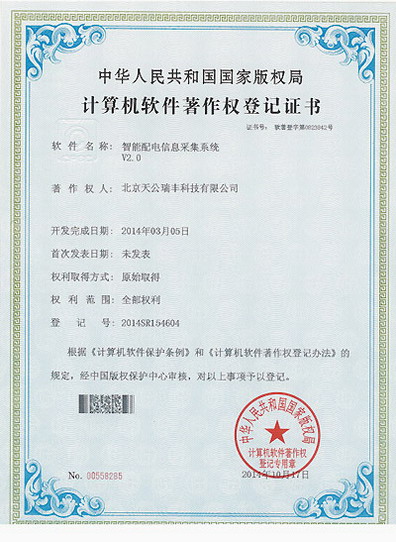 中华人民共和国国家版权局
计算机软件著作权登记证书
证书号： 软著登字第0823842号
软件名称： 智能配电信息采集系统
V2.0
著作权人： 北京天公瑞丰科技有限公司
开发完成日期： 2014年03月05日
首次发表日期： 未发表
权利取得方式： 原始取得
权利范围： 全部权利
登记号： 2014SR154604
根据《计算机软件保护条例》和《计算机软件著作权登记办法》的
规定，经中国版权保护中心审核，对以上事项予以登记。
中华人民共和国国家版权局
计算机软件著作权
登记专用章
No. 00558285
2014年10月17日